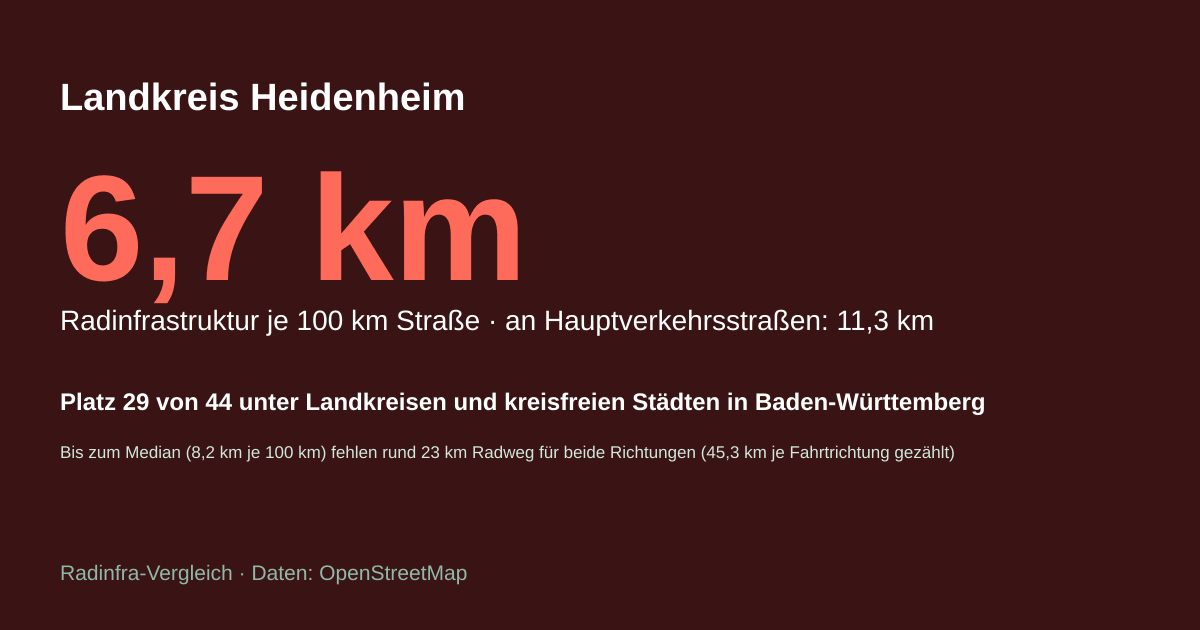 Landkreis Heidenheim
6,7 km
Radinfrastruktur je 100 km Straße · an Hauptverkehrsstraßen: 11,3 km
Platz 29 von 44 unter Landkreisen und kreisfreien Städten in Baden-Württemberg
Bis zum Median (8,2 km je 100 km) fehlen rund 23 km Radweg für beide Richtungen (45,3 km je Fahrtrichtung gezählt)
Radinfra-Vergleich · Daten: OpenStreetMap